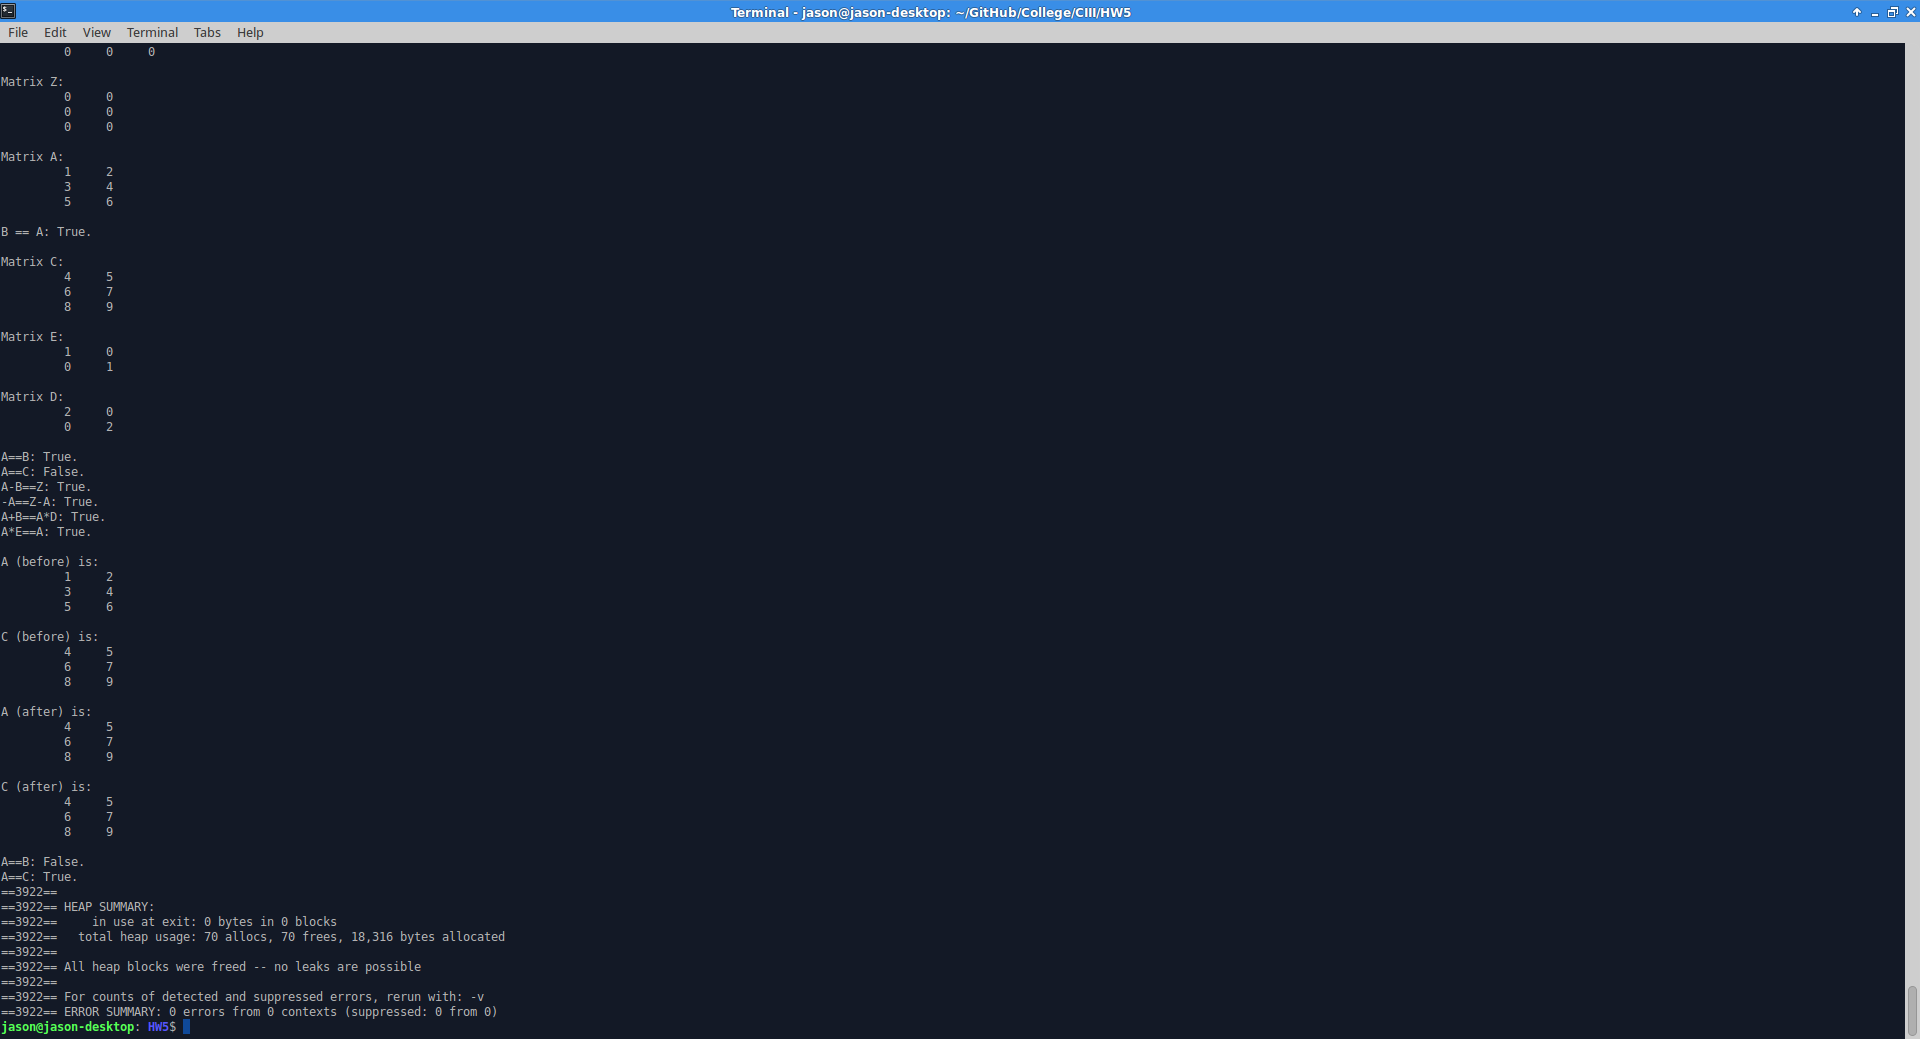 Terminal - jason@jason-desktop: ~/GitHub/College/CIII/HW5
File Edit View Terminal Tabs Help
0 0 0
Matrix Z:
0 0
0 0
0 0
Matrix A:
1 2
3 4
5 6
B == A: True.
Matrix C:
4 5
6 7
8 9
Matrix E:
1 0
0 1
Matrix D:
2 0
0 2
A==B: True.
A==C: False.
A-B==Z: True.
-A==Z-A: True.
A+B==A*D: True.
A*E==A: True.
A (before) is:
1 2
3 4
5 6
C (before) is:
4 5
6 7
8 9
A (after) is:
4 5
6 7
8 9
C (after) is:
4 5
6 7
8 9
A==B: False.
A==C: True.
==3922==
==3922== HEAP SUMMARY:
==3922==     in use at exit: 0 bytes in 0 blocks
==3922==   total heap usage: 70 allocs, 70 frees, 18,316 bytes allocated
==3922==
==3922== All heap blocks were freed -- no leaks are possible
==3922==
==3922== For counts of detected and suppressed errors, rerun with: -v
==3922== ERROR SUMMARY: 0 errors from 0 contexts (suppressed: 0 from 0)
jason@jason-desktop: HW5$